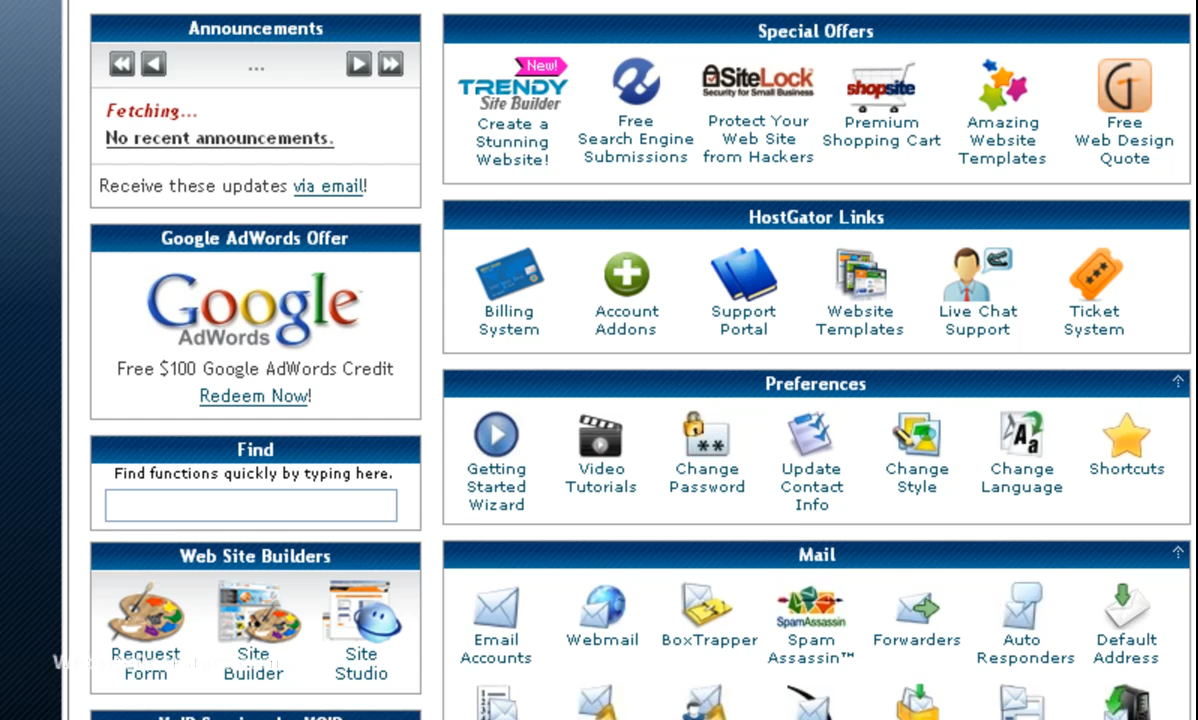 Announcements
...
Fetching...
No recent announcements.
Receive these updates via email!
Google AdWords Offer
Google
AdWords
Free $100 Google AdWords Credit
Redeem Now!
Find
Find functions quickly by typing here.
Web Site Builders
Request
Form
Site
Builder
Site
Studio
Special Offers
New!
TRENDY
Site Builder
Create a
Stunning
Website!
Free
Search Engine
Submissions
SiteLock
Security for Small Business
Protect Your
Web Site
from Hackers
shopsite
Premium
Shopping Cart
Amazing
Website
Templates
Free
Web Design
Quote
HostGator Links
Billing
System
Account
Addons
Support
Portal
Website
Templates
Live Chat
Support
Ticket
System
Preferences
Getting
Started
Wizard
Video
Tutorials
**
Change
Password
Update
Contact
Info
Change
Style
Aa
Change
Language
Shortcuts
Mail
Email
Accounts
Webmail
BoxTrapper
SpamAssassin
Spam
Assassin™
Forwarders
Auto
Responders
Default
Address